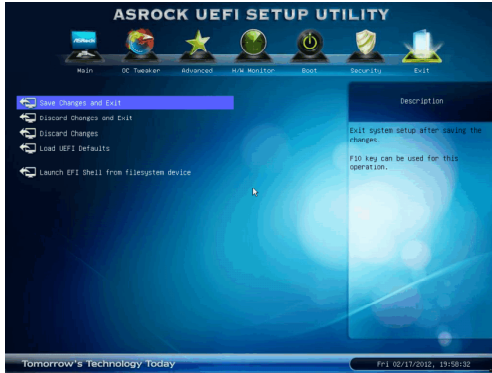 ASROCK UEFI SETUP UTILITY
Main OC Tweaker Advanced H/W Monitor Boot Security Exit
Save Changes and Exit
Discard Changes and Exit
Discard Changes
Load UEFI Defaults
Launch EFI Shell from filesystem device
Description
Exit system setup after saving the
changes.
F10 key can be used for this
operation.
Tomorrow's Technology Today
Fri 02/17/2012, 19:58:32